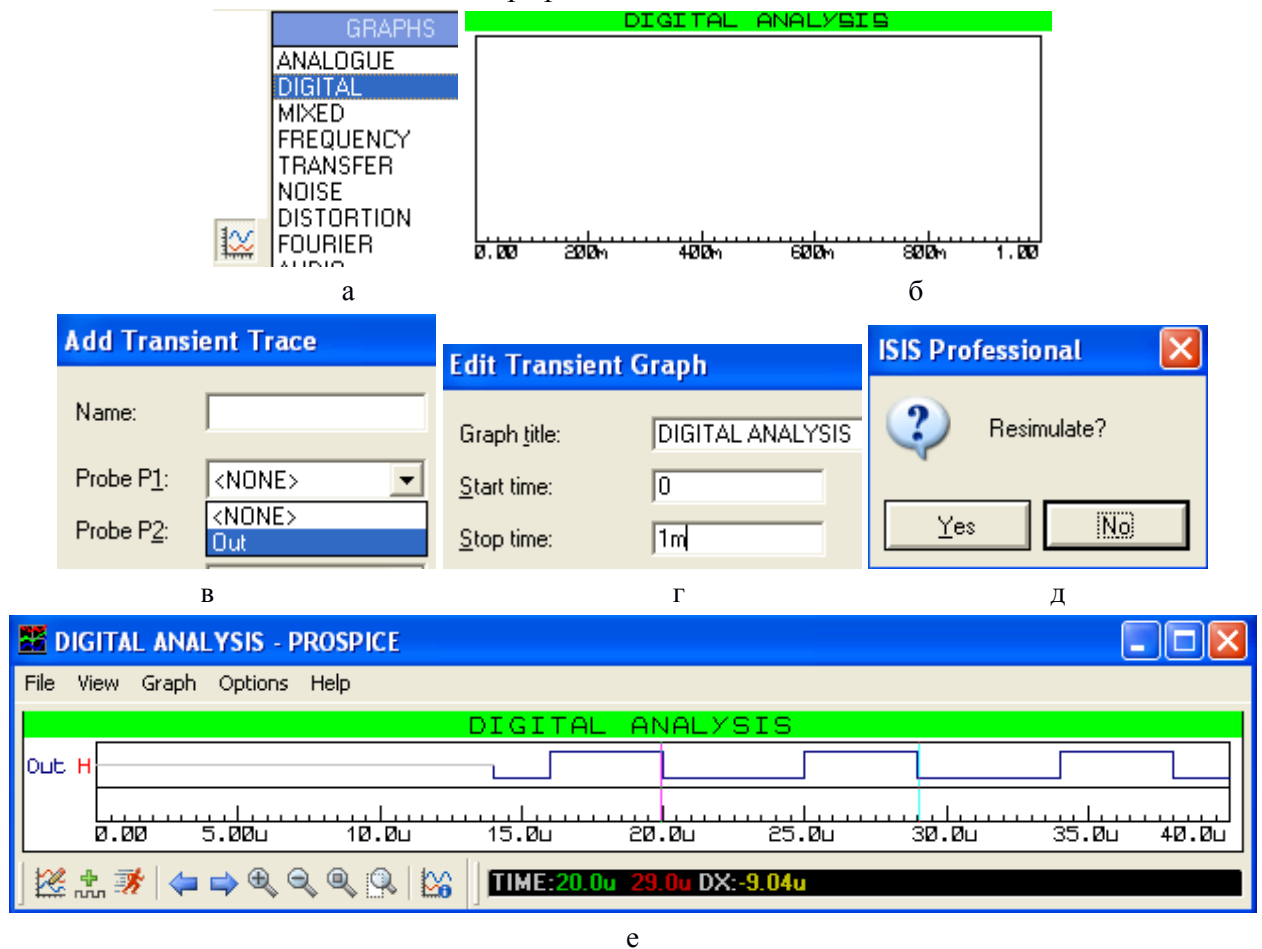 GRAPHS
ANALOGUE
DIGITAL
MIXED
FREQUENCY
TRANSFER
NOISE
DISTORTION
FOURIER
а
DIGITAL ANALYSIS
0.00 200m 400m 600m 800m 1.00
б
Add Transient Trace
Name:
Probe P1: <NONE>
<NONE>
Probe P2: Out
в
Edit Transient Graph
Graph title: DIGITAL ANALYSIS
Start time: 0
Stop time: 1m
г
ISIS Professional
Resimulate?
Yes No
д
DIGITAL ANALYSIS - PROSPICE
File View Graph Options Help
DIGITAL ANALYSIS
Out H
0.00 5.00u 10.0u 15.0u 20.0u 25.0u 30.0u 35.0u 40.0u
TIME:20.0u 29.0u DX:-9.04u
е